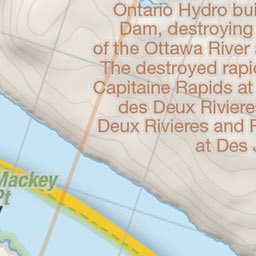 Ontario Hydro bui
Dam, destroying
of the Ottawa River a
The destroyed rapid
Capitaine Rapids at
des Deux Rivieres
Deux Rivieres and R
at Des J
Mackey
Pt